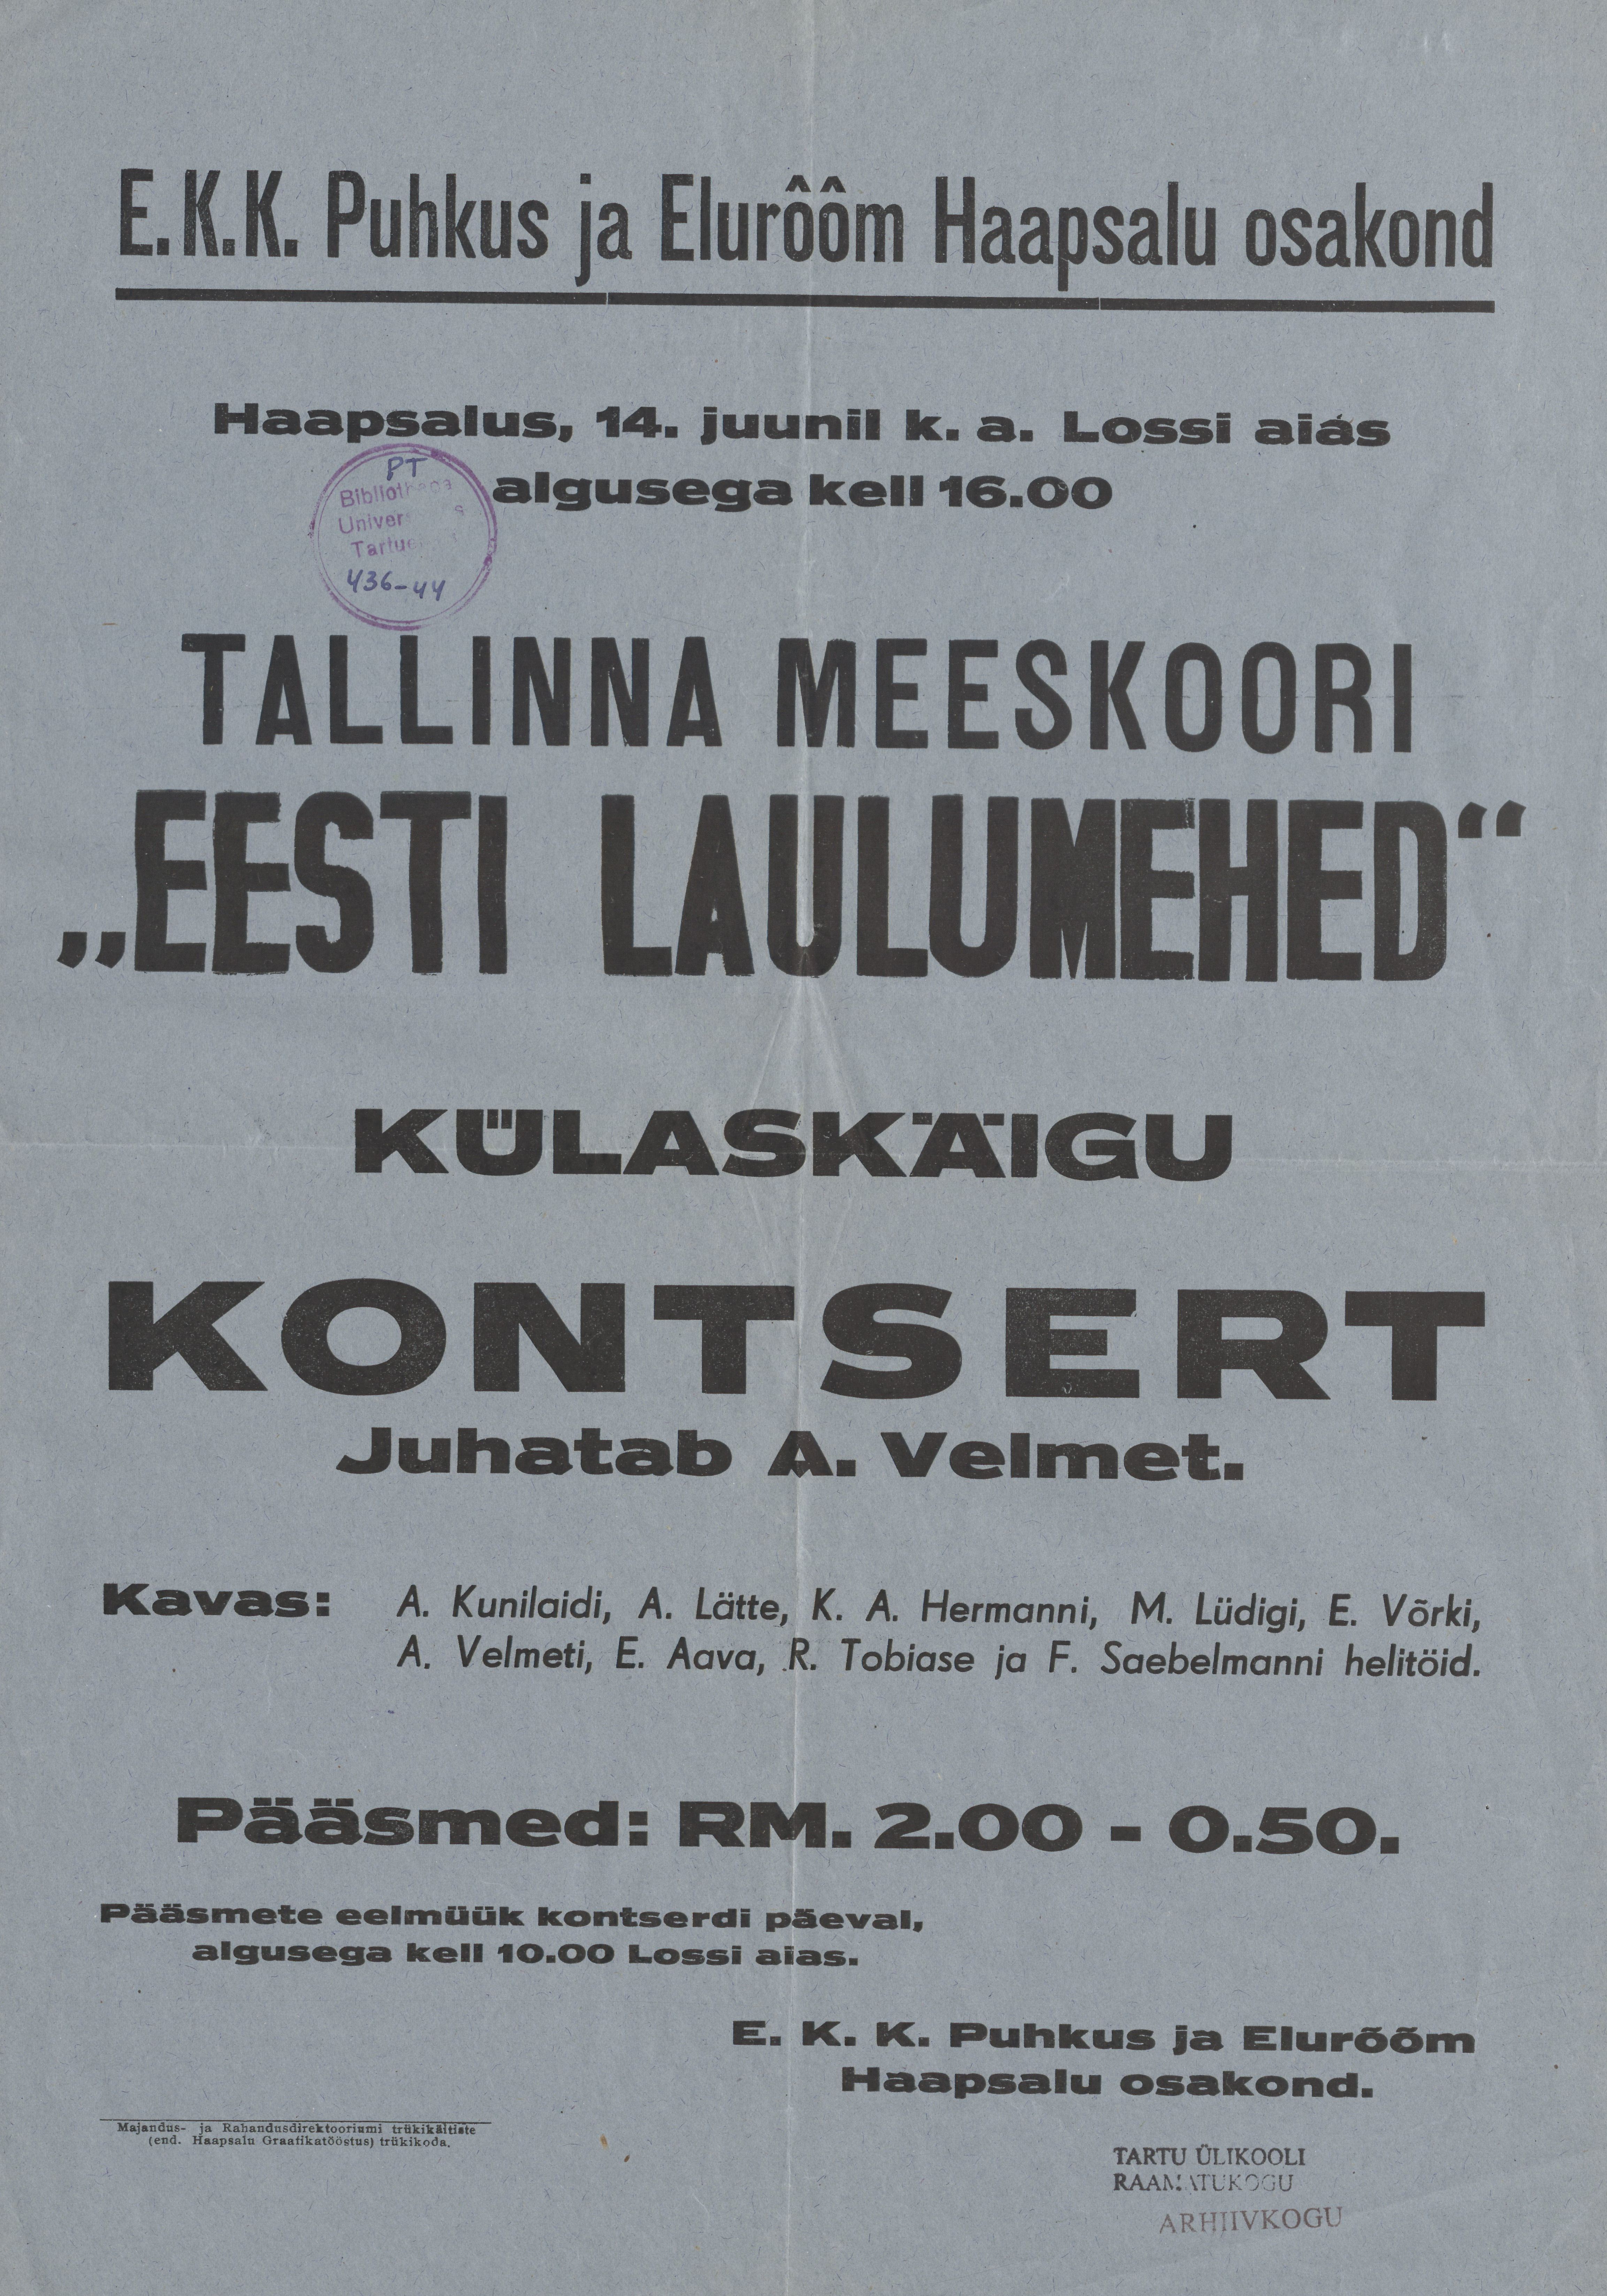 E.K.K. Puhkus ja Elurôôm Haapsalu osakond
Haapsalus, 14. juunil k. a. Lossi aias
algusega kell 16.00
PT
436-44
TALLINNA MEESKOORI
„EESTI LAULUMEHED“
KÜLASKÄIGU
KONTSERT
Juhatab A. Velmet.
Kavas: A. Kunilaidi, A. Lätte, K. A. Hermanni, M. Lüdigi, E. Võrki,
A. Velmeti, E. Aava, R. Tobiase ja F. Saebelmanni helitöid.
Pääsmed: RM. 2.00 - 0.50.
Pääsmete eelmüük kontserdi päeval,
algusega kell 10.00 Lossi aias.
E. K. K. Puhkus ja Elurõõm
Haapsalu osakond.
Majandus- ja Rahandusdirektooriumi trükikäitiste
(end. Haapsalu Graafikatööstus) trükikoda.
TARTU ÜLIKOOLI
RAAMATUKOGU
ARHIIVKOGU